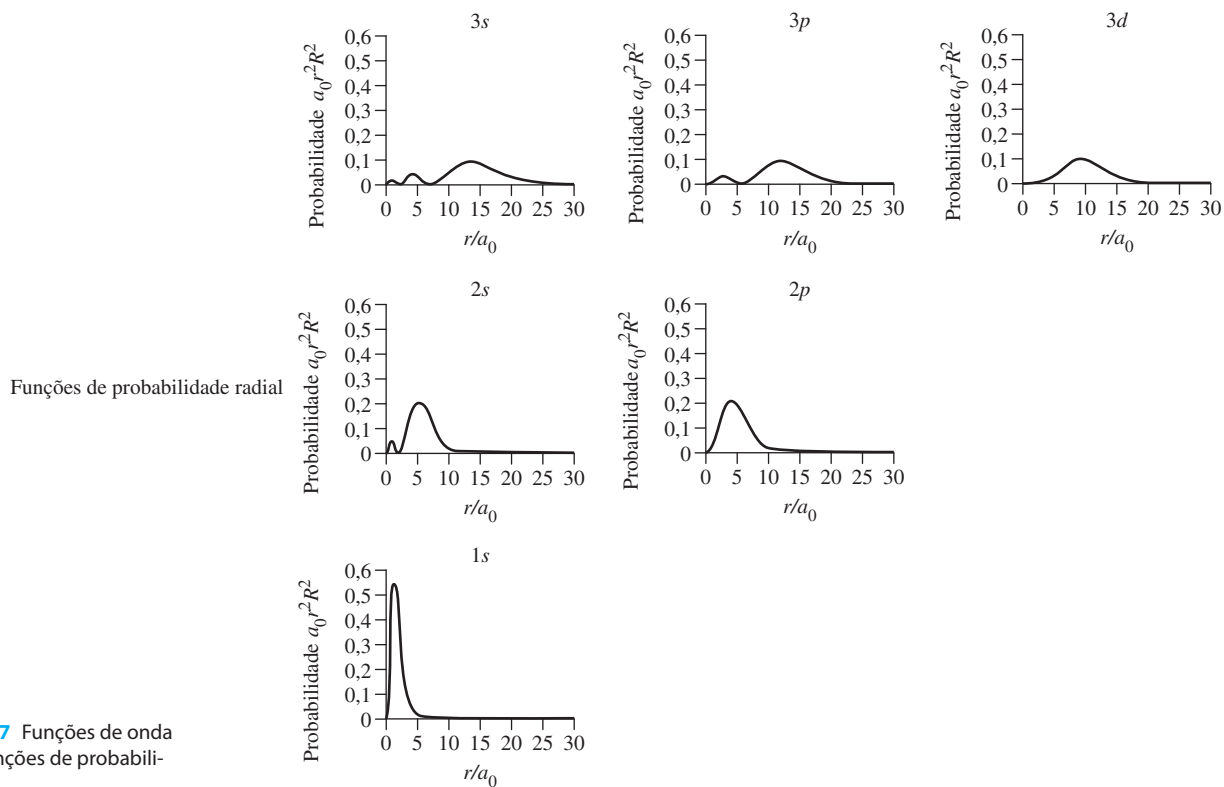 3s
Probabilidade a₀r²R²
0,6
0,5
0,4
0,3
0,2
0,1
0
0 5 10 15 20 25 30
r/a₀
3p
Probabilidade a₀r²R²
0,6
0,5
0,4
0,3
0,2
0,1
0
0 5 10 15 20 25 30
r/a₀
3d
Probabilidade a₀r²R²
0,6
0,5
0,4
0,3
0,2
0,1
0
0 5 10 15 20 25 30
r/a₀
Funções de probabilidade radial
2s
Probabilidade a₀r²R²
0,6
0,5
0,4
0,3
0,2
0,1
0
0 5 10 15 20 25 30
r/a₀
2p
Probabilidade a₀r²R²
0,6
0,5
0,4
0,3
0,2
0,1
0
0 5 10 15 20 25 30
r/a₀
1s
Probabilidade a₀r²R²
0,6
0,5
0,4
0,3
0,2
0,1
0
0 5 10 15 20 25 30
r/a₀
7 Funções de onda
nções de probabili-